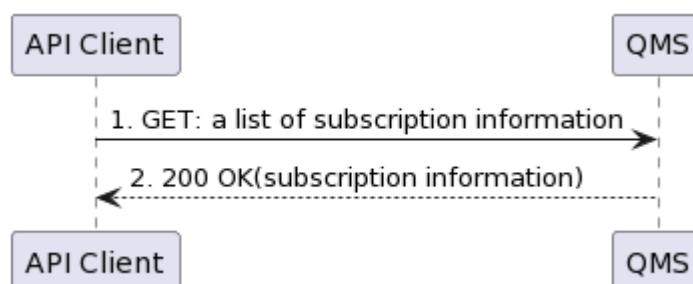 API Client QMS
1. GET: a list of subscription information
2. 200 OK(subscription information)
API Client QMS